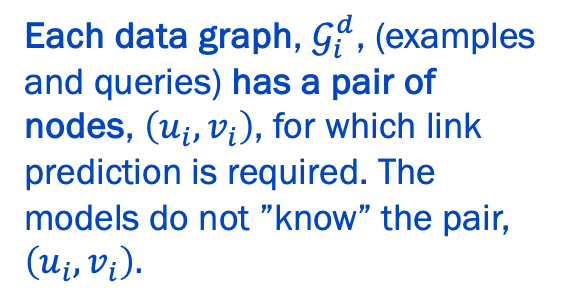 Each data graph, 𝒢ᵢᵈ, (examples
and queries) has a pair of
nodes, (𝑢ᵢ, 𝑣ᵢ), for which link
prediction is required. The
models do not ”know” the pair,
(𝑢ᵢ, 𝑣ᵢ).